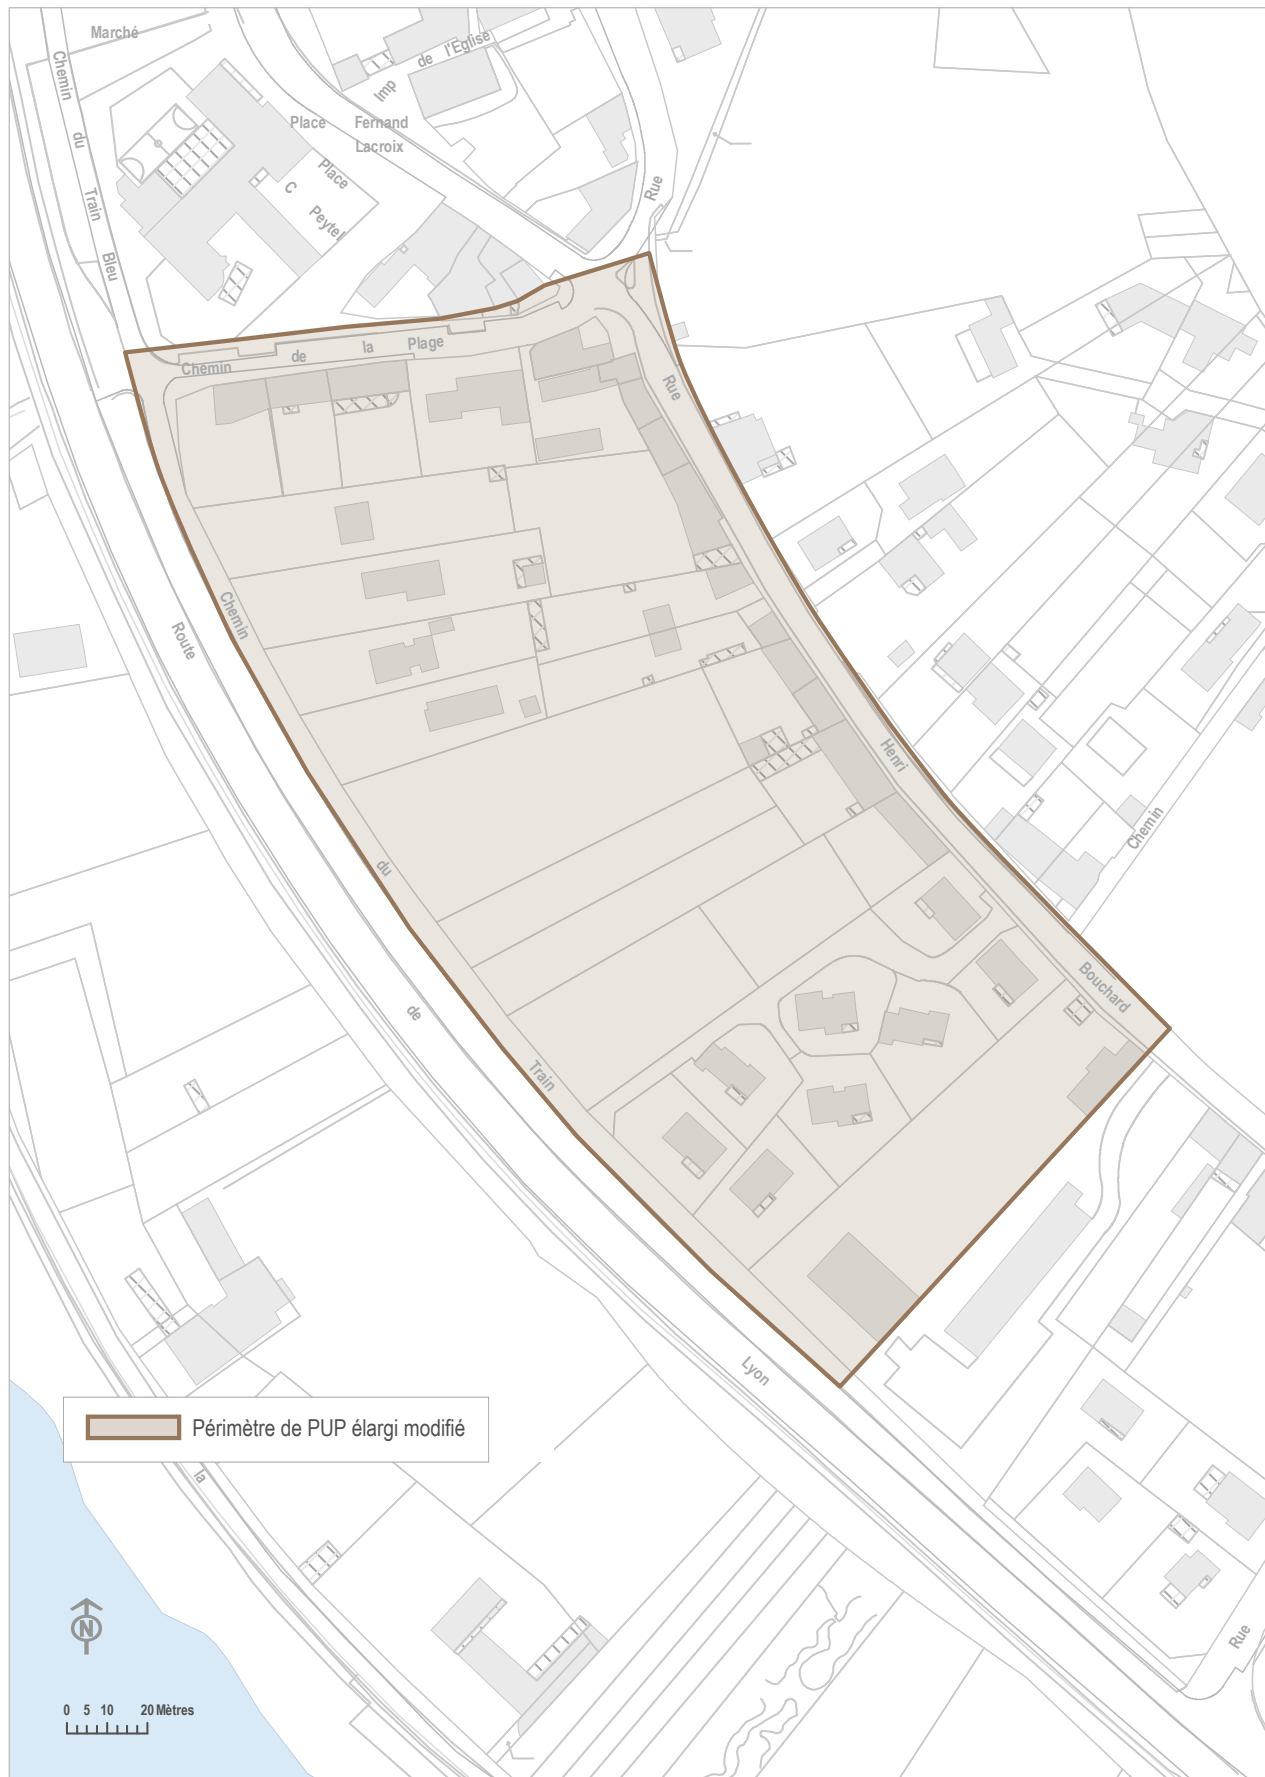 Marché
Chemin du Train Bleu
Imp de l'Eglise
Place Fernand
Lacroix
Place
C Peytel
Rue
Chemin de la Plage
Rue Henri Bouchard
Chemin du Train
Route de Lyon
Chemin
la
Rue
Périmètre de PUP élargi modifié
N
0 5 10 20 Mètres